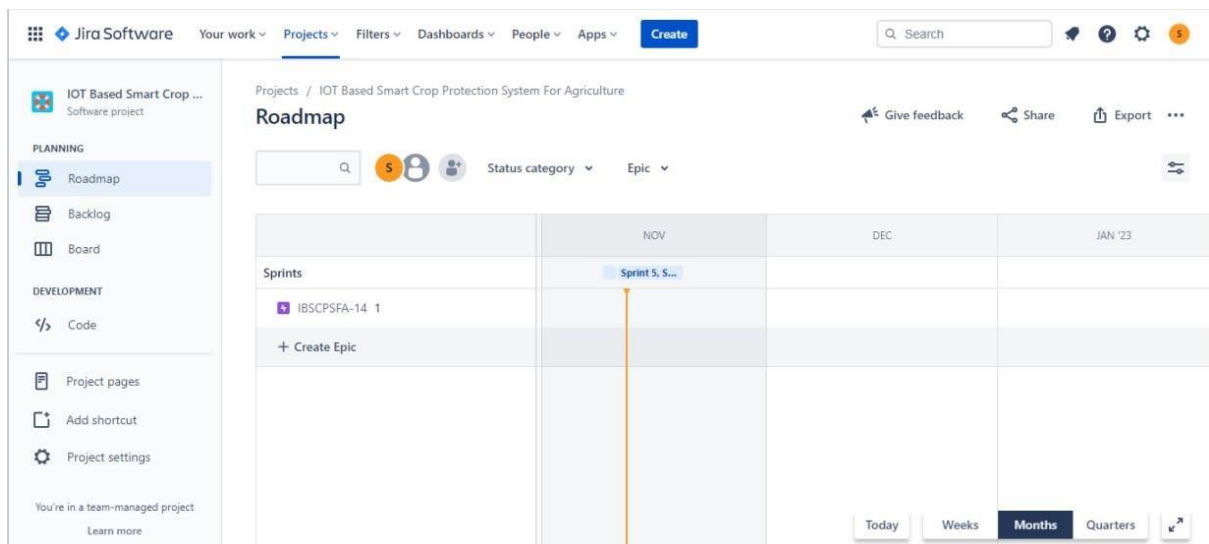 Jira Software Your work Projects Filters Dashboards People Apps Create Search S
IOT Based Smart Crop ...
Software project
PLANNING
Roadmap
Backlog
Board
DEVELOPMENT
Code
Project pages
Add shortcut
Project settings
You're in a team-managed project
Learn more
Projects / IOT Based Smart Crop Protection System For Agriculture
Roadmap Give feedback Share Export
S Status category Epic
NOV DEC JAN '23
Sprints Sprint 5, S...
IBSCPSFA-14 1
+ Create Epic
Today Weeks Months Quarters